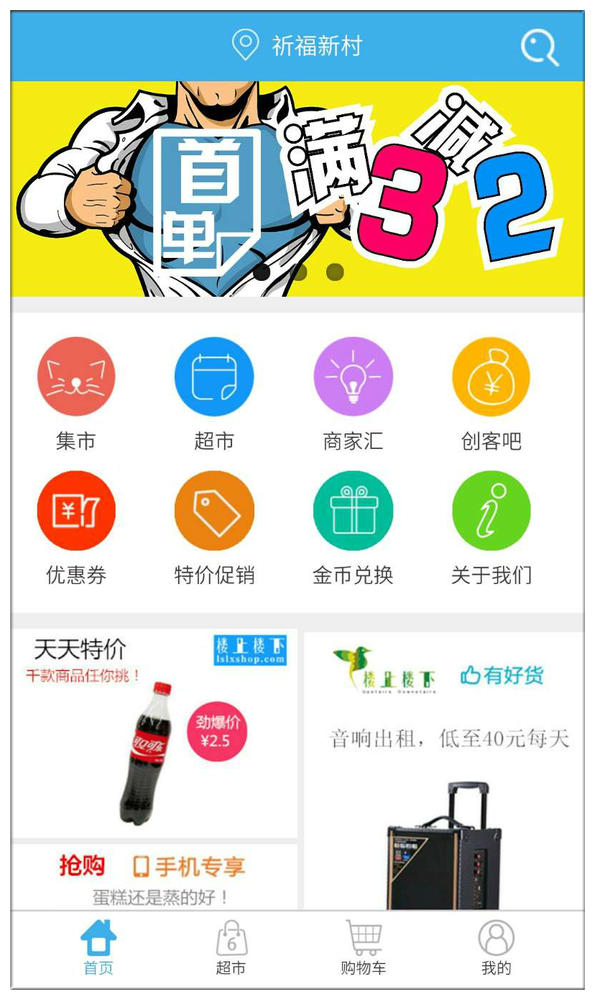 祈福新村
首单
满减
32
集市
超市
商家汇
创客吧
¥
¥
优惠券
特价促销
金币兑换
关于我们
天天特价
楼上楼下
lslxshop.com
千款商品任你挑！
劲爆价
¥2.5
可口可乐
楼上楼下
Upstairs Downstairs
有好货
音响出租，低至40元每天
抢购
手机专享
蛋糕还是蒸的好！
6
首页
超市
购物车
我的